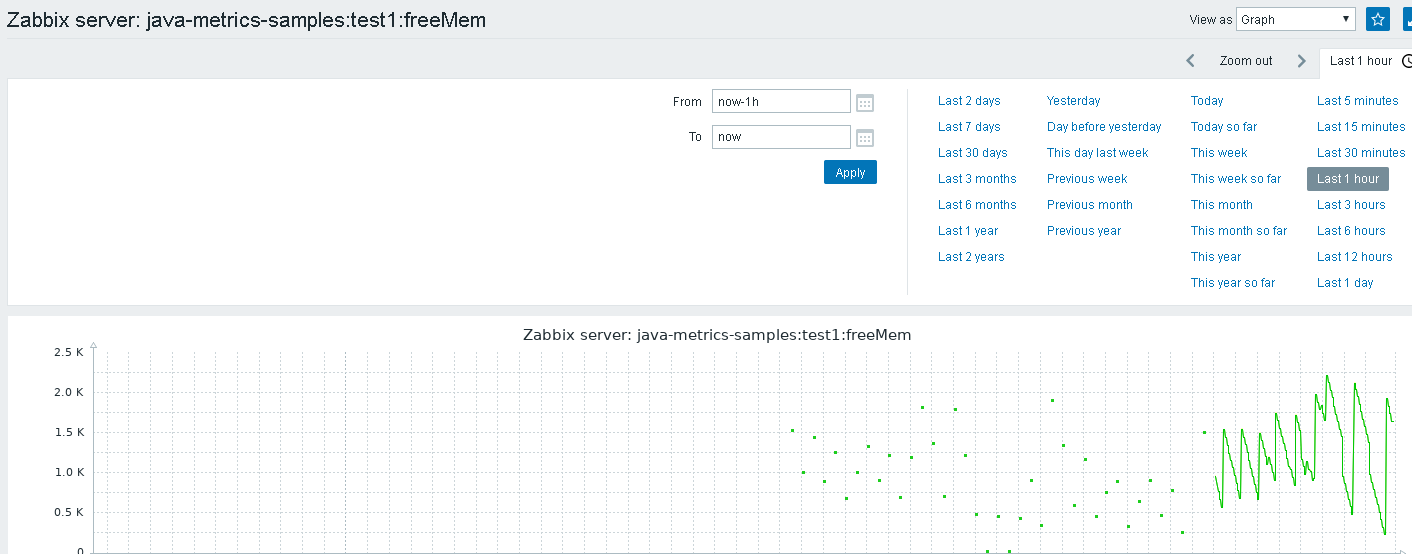 Zabbix server: java-metrics-samples:test1:freeMem
View as Graph
Zoom out Last 1 hour
From now-1h
To now
Apply
Last 2 days Yesterday Today Last 5 minutes
Last 7 days Day before yesterday Today so far Last 15 minutes
Last 30 days This day last week This week Last 30 minutes
Last 3 months Previous week This week so far Last 1 hour
Last 6 months Previous month This month Last 3 hours
Last 1 year Previous year This month so far Last 6 hours
Last 2 years This year Last 12 hours
This year so far Last 1 day
Zabbix server: java-metrics-samples:test1:freeMem
2.5 K
2.0 K
1.5 K
1.0 K
0.5 K
0